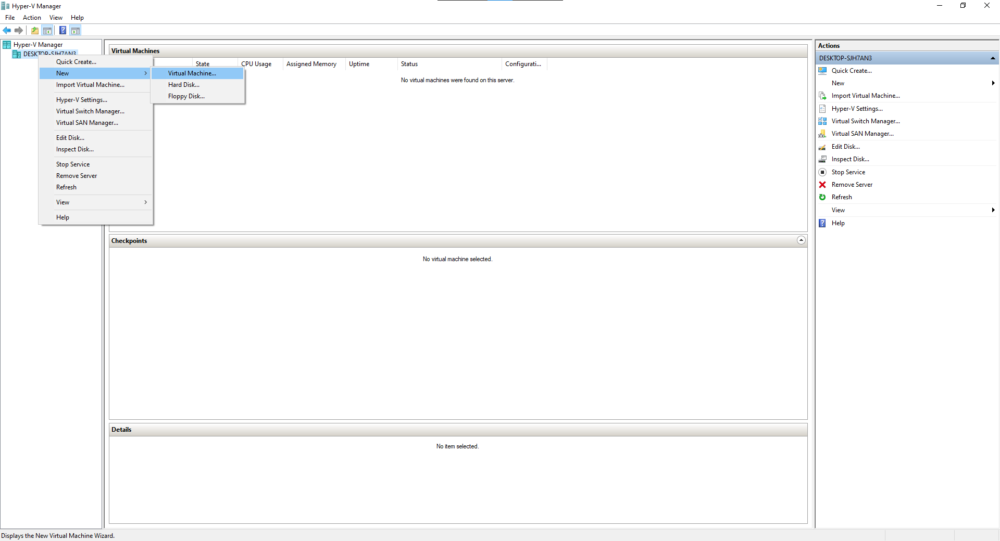 Hyper-V Manager
File Action View Help
Hyper-V Manager
DESKTOP-SJH7AN3
Quick Create...
New
Import Virtual Machine...
Hyper-V Settings...
Virtual Switch Manager...
Virtual SAN Manager...
Edit Disk...
Inspect Disk...
Stop Service
Remove Server
Refresh
View
Help
Virtual Machine...
Hard Disk...
Floppy Disk...
Virtual Machines
State CPU Usage Assigned Memory Uptime Status Configurati...
No virtual machines were found on this server.
Checkpoints
No virtual machine selected.
Details
No item selected.
Actions
DESKTOP-SJH7AN3
Quick Create...
New
Import Virtual Machine...
Hyper-V Settings...
Virtual Switch Manager...
Virtual SAN Manager...
Edit Disk...
Inspect Disk...
Stop Service
Remove Server
Refresh
View
Help
Displays the New Virtual Machine Wizard.